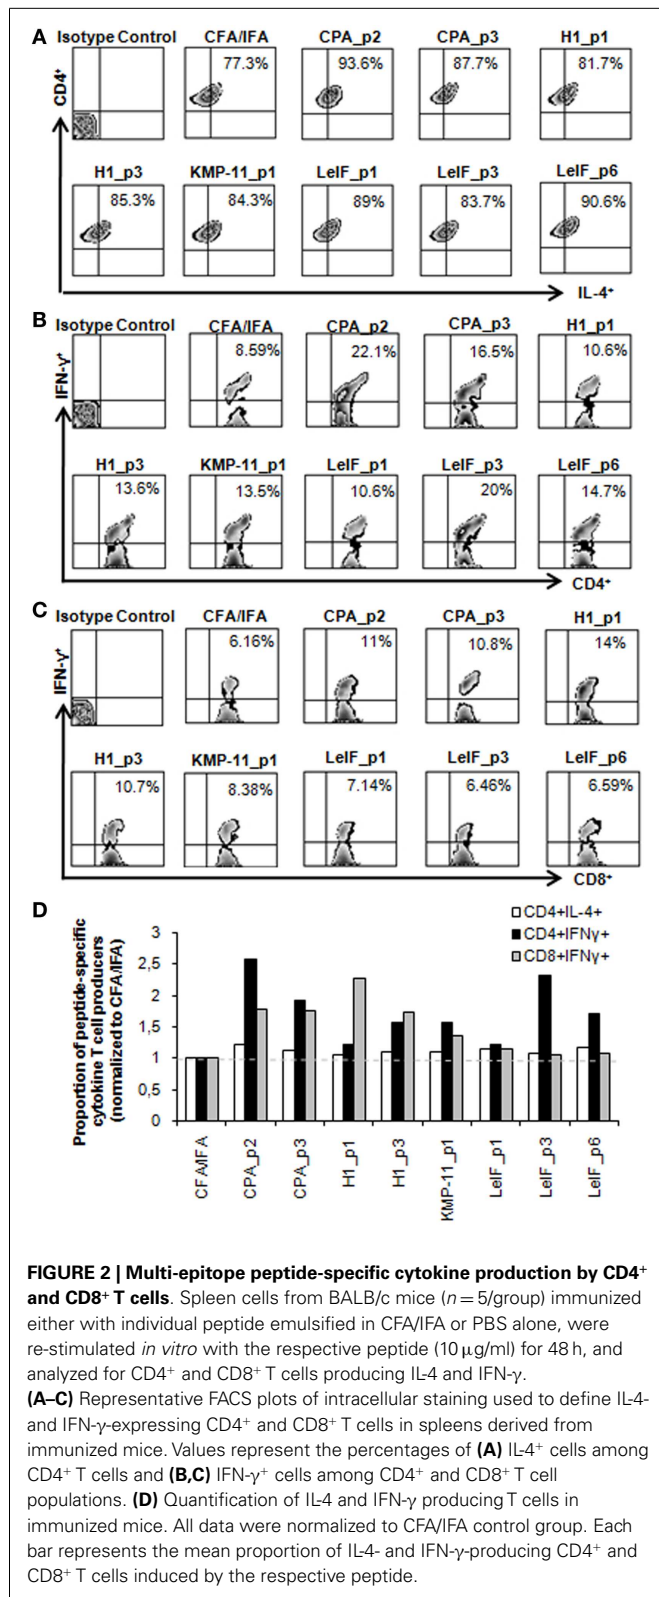 A
Isotype Control CFA/IFA CPA_p2 CPA_p3 H1_p1
77.3% 93.6% 87.7% 81.7%
CD4⁺
H1_p3 KMP-11_p1 LeIF_p1 LeIF_p3 LeIF_p6
85.3% 84.3% 89% 83.7% 90.6%
IL-4⁺
B
Isotype Control CFA/IFA CPA_p2 CPA_p3 H1_p1
8.59% 22.1% 16.5% 10.6%
IFN-γ⁺
H1_p3 KMP-11_p1 LeIF_p1 LeIF_p3 LeIF_p6
13.6% 13.5% 10.6% 20% 14.7%
CD4⁺
C
Isotype Control CFA/IFA CPA_p2 CPA_p3 H1_p1
6.16% 11% 10.8% 14%
IFN-γ⁺
H1_p3 KMP-11_p1 LeIF_p1 LeIF_p3 LeIF_p6
10.7% 8.38% 7.14% 6.46% 6.59%
CD8⁺
D
CD4+IL-4+
CD4+IFNγ+
CD8+IFNγ+
Proportion of peptide-specific
cytokine T cell producers
(normalized to CFA/IFA)
3
2,5
2
1,5
1
0,5
0
CFA/IFA
CPA_p2
CPA_p3
H1_p1
H1_p3
KMP-11_p1
LeIF_p1
LeIF_p3
LeIF_p6
FIGURE 2 | Multi-epitope peptide-specific cytokine production by CD4⁺
and CD8⁺ T cells. Spleen cells from BALB/c mice (n = 5/group) immunized
either with individual peptide emulsified in CFA/IFA or PBS alone, were
re-stimulated in vitro with the respective peptide (10 μg/ml) for 48 h, and
analyzed for CD4⁺ and CD8⁺ T cells producing IL-4 and IFN-γ.
(A–C) Representative FACS plots of intracellular staining used to define IL-4-
and IFN-γ-expressing CD4⁺ and CD8⁺ T cells in spleens derived from
immunized mice. Values represent the percentages of (A) IL-4⁺ cells among
CD4⁺ T cells and (B,C) IFN-γ⁺ cells among CD4⁺ and CD8⁺ T cell
populations. (D) Quantification of IL-4 and IFN-γ producing T cells in
immunized mice. All data were normalized to CFA/IFA control group. Each
bar represents the mean proportion of IL-4- and IFN-γ-producing CD4⁺ and
CD8⁺ T cells induced by the respective peptide.